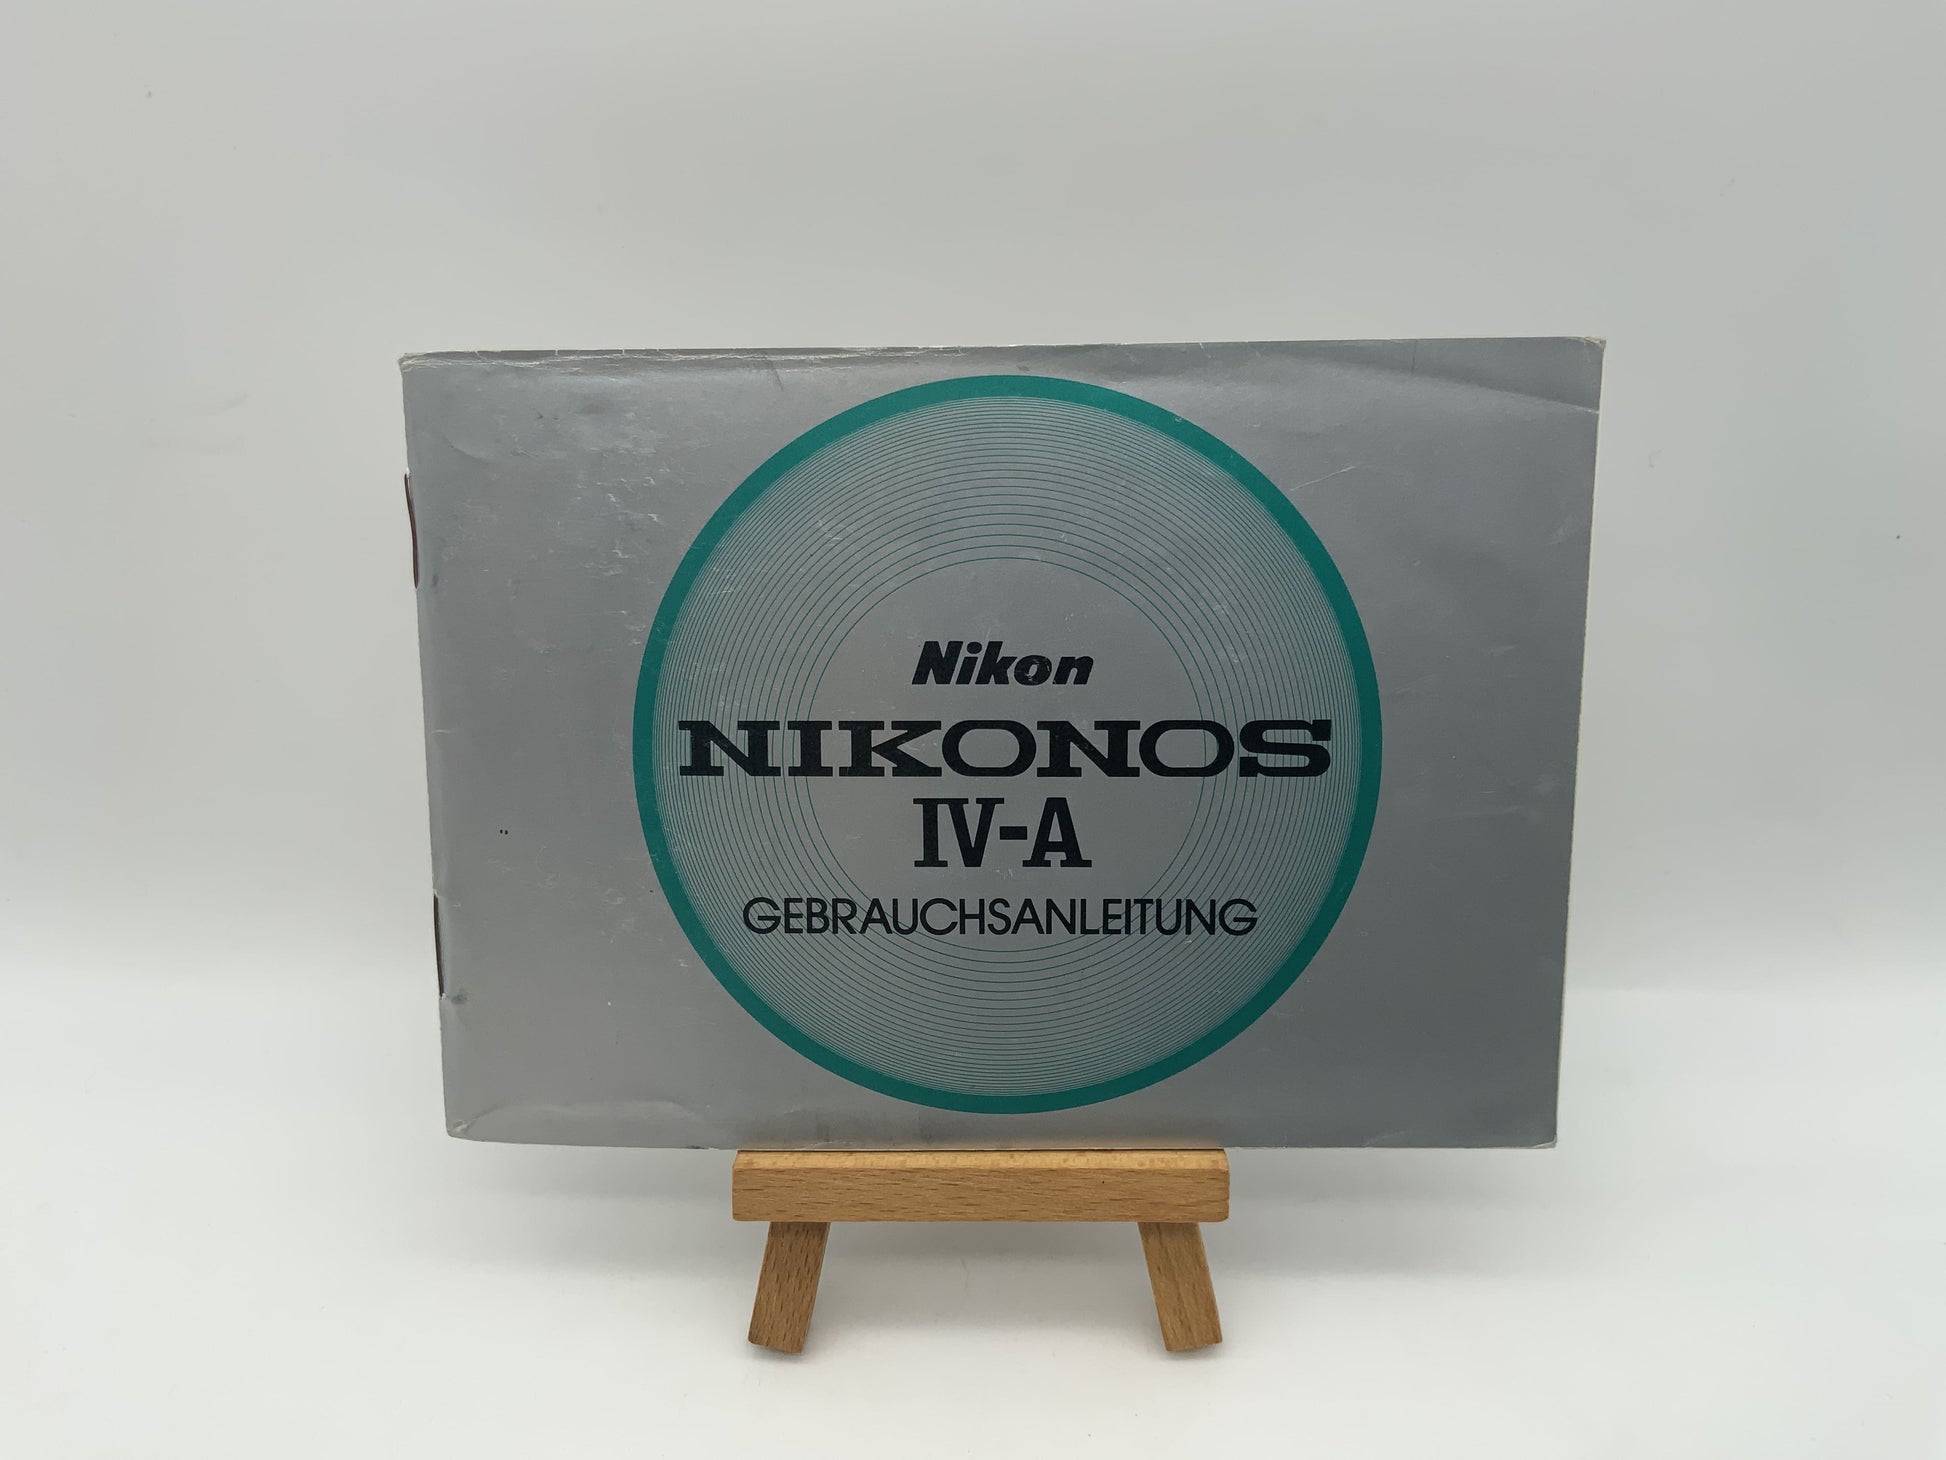 Nikon
NIKONOS
IV-A
GEBRAUCHSANLEITUNG